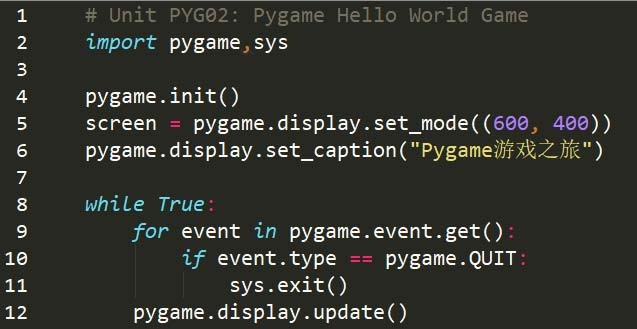 1 # Unit PYG02: Pygame Hello World Game
2 import pygame,sys
3
4 pygame.init()
5 screen = pygame.display.set_mode((600, 400))
6 pygame.display.set_caption("Pygame游戏之旅")
7
8 while True:
9     for event in pygame.event.get():
10         if event.type == pygame.QUIT:
11             sys.exit()
12     pygame.display.update()